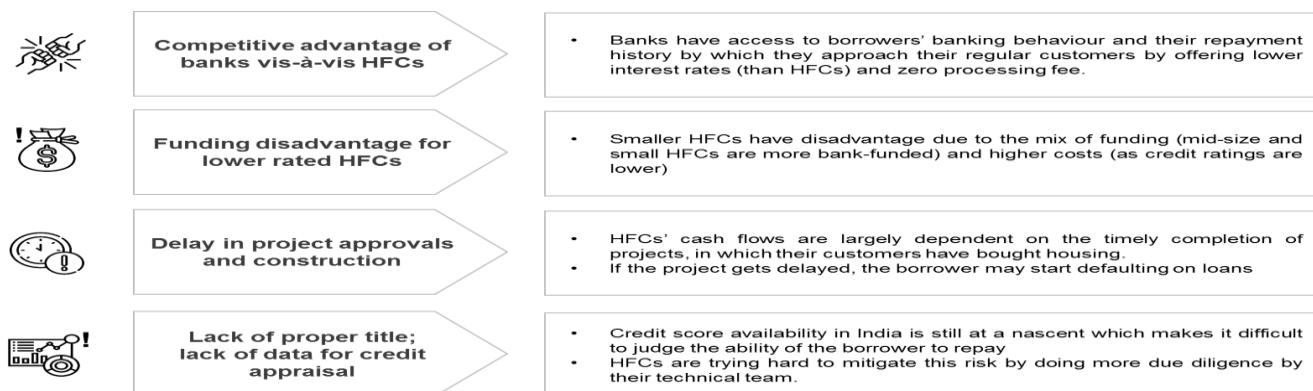 Competitive advantage of
banks vis-à-vis HFCs
• Banks have access to borrowers' banking behaviour and their repayment
history by which they approach their regular customers by offering lower
interest rates (than HFCs) and zero processing fee.
! $
Funding disadvantage for
lower rated HFCs
• Smaller HFCs have disadvantage due to the mix of funding (mid-size and
small HFCs are more bank-funded) and higher costs (as credit ratings are
lower)
!
Delay in project approvals
and construction
• HFCs' cash flows are largely dependent on the timely completion of
projects, in which their customers have bought housing.
• If the project gets delayed, the borrower may start defaulting on loans
!
Lack of proper title;
lack of data for credit
appraisal
• Credit score availability in India is still at a nascent which makes it difficult
to judge the ability of the borrower to repay
• HFCs are trying hard to mitigate this risk by doing more due diligence by
their technical team.